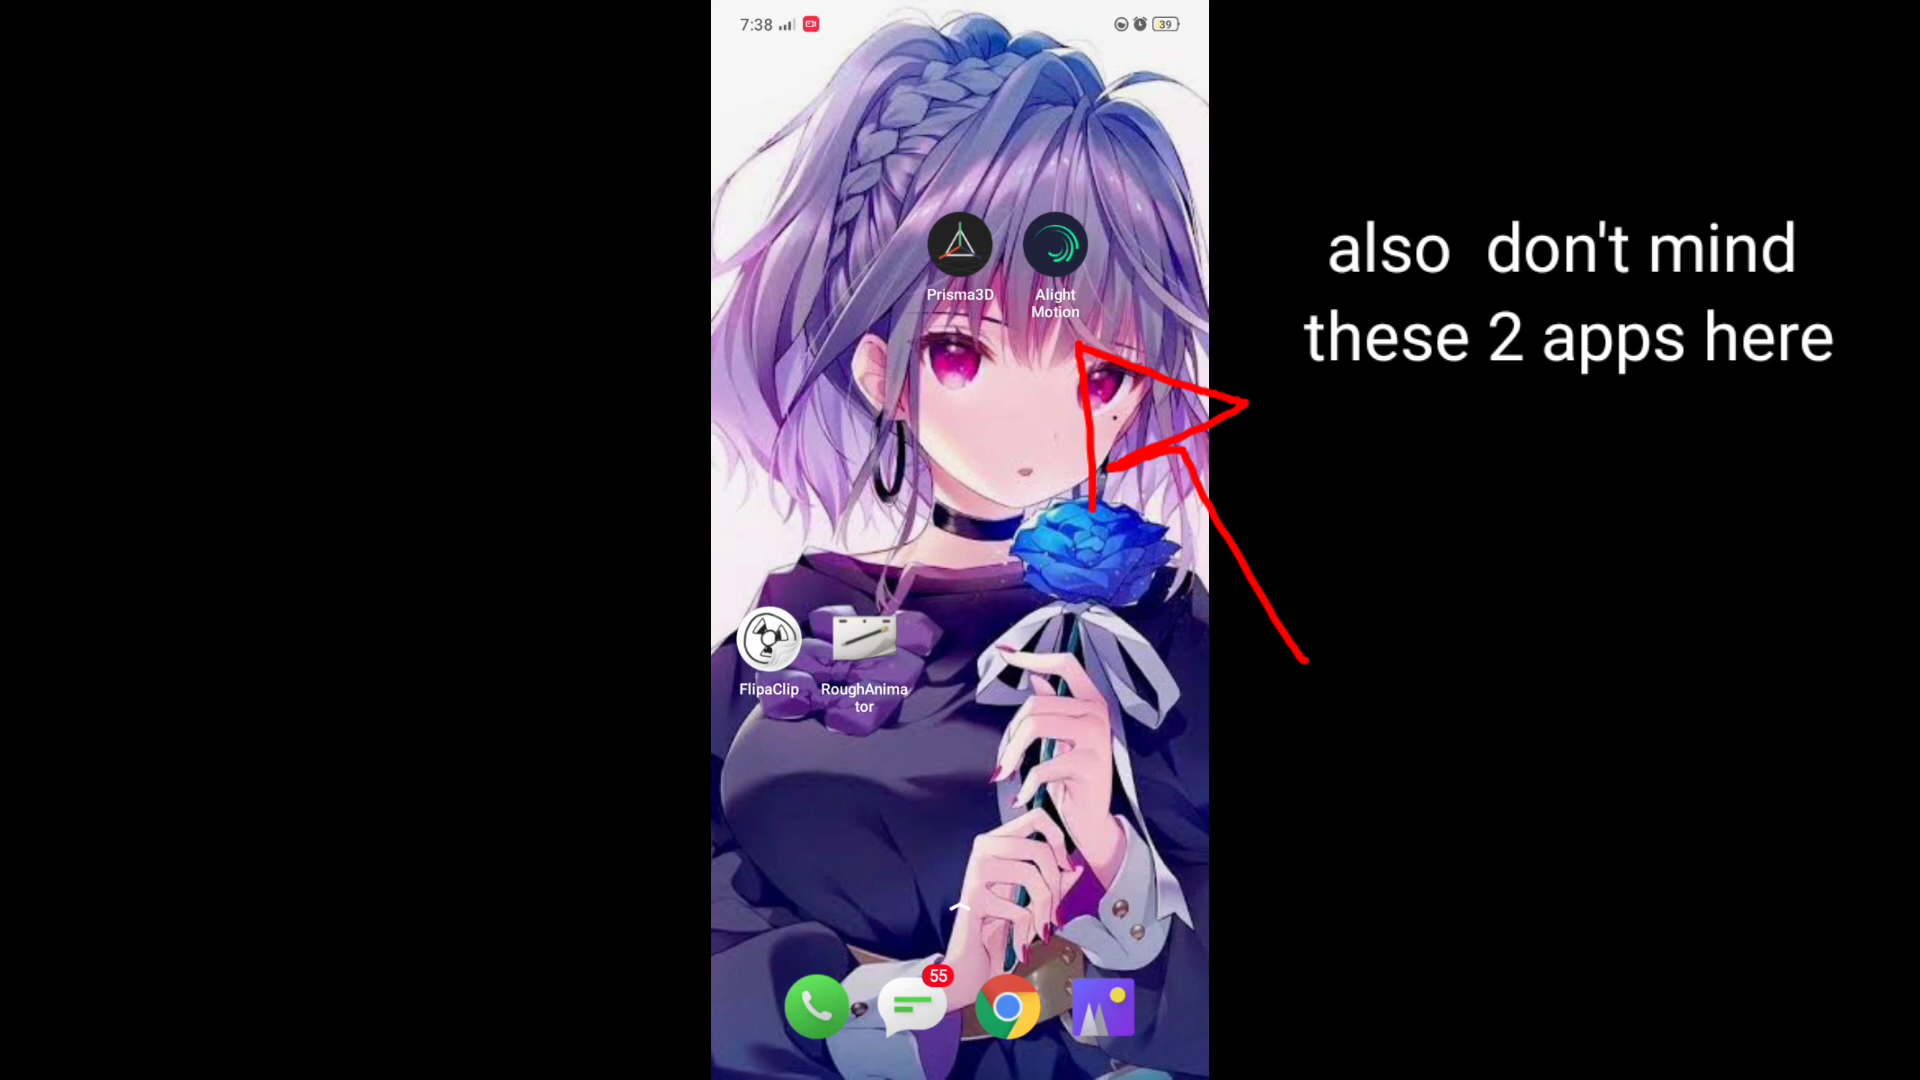 7:38
39
also don't mind
these 2 apps here
Prisma3D
Alight
Motion
FlipaClip
RoughAnima
tor
55